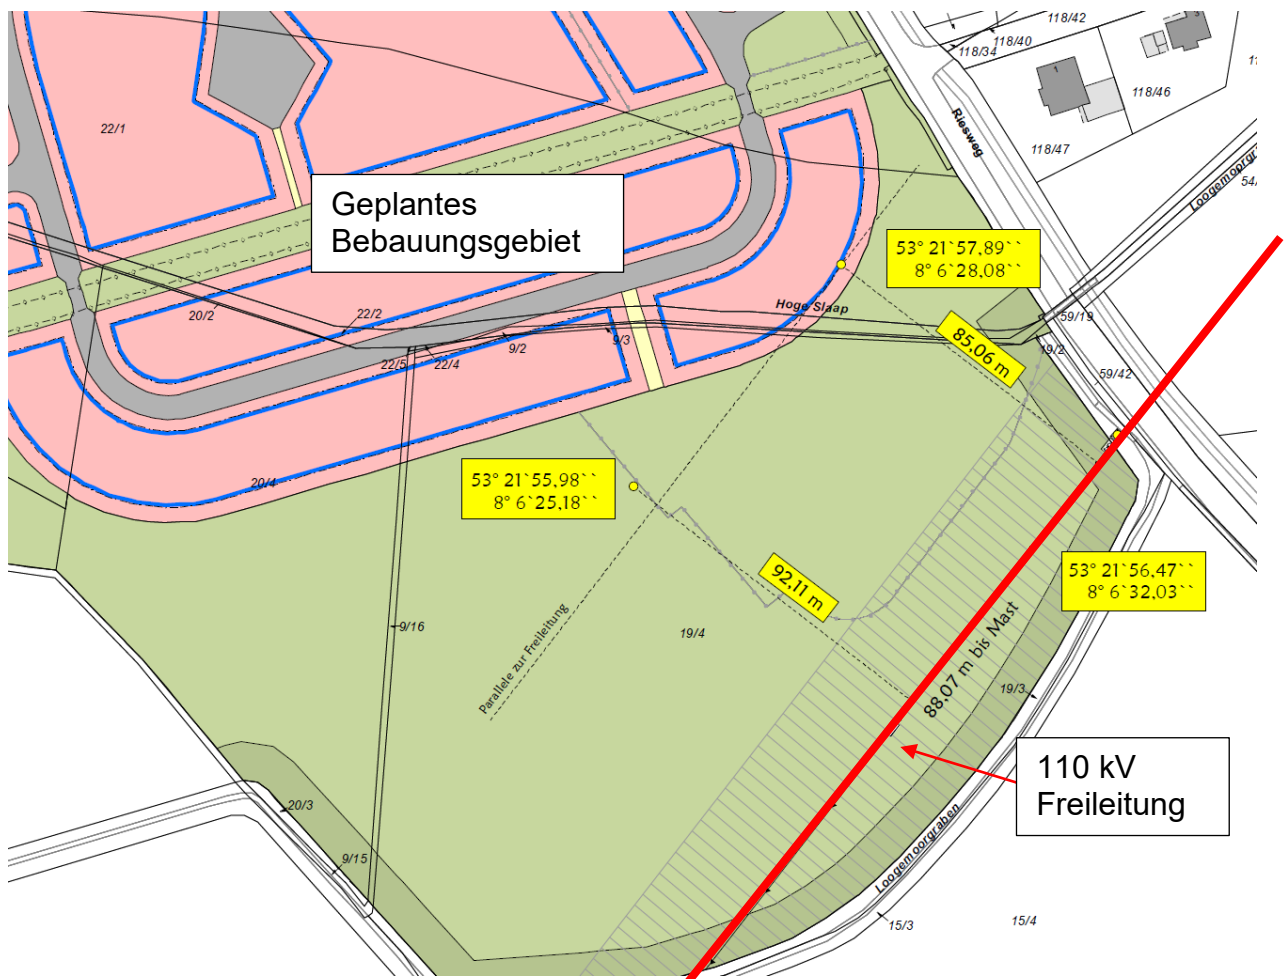 118/42
118/40
118/34
3
1
118/46
11
22/1
Riesweg
118/47
Loogemoorgr
54/
Geplantes
Bebauungsgebiet
53° 21`57,89``
8° 6`28,08``
20/2
22/2
Hoge Slaap
59/19
9/3
9/2
22/5
22/4
85,06 m
19/2
59/42
53° 21`55,98``
8° 6`25,18``
20/4
92,11 m
53° 21`56,47``
8° 6`32,03``
9/16
19/4
Parallele zur Freileitung
88,07 m bis Mast
19/3
110 kV
Freileitung
20/3
9/15
Loogemoorgraben
15/3
15/4